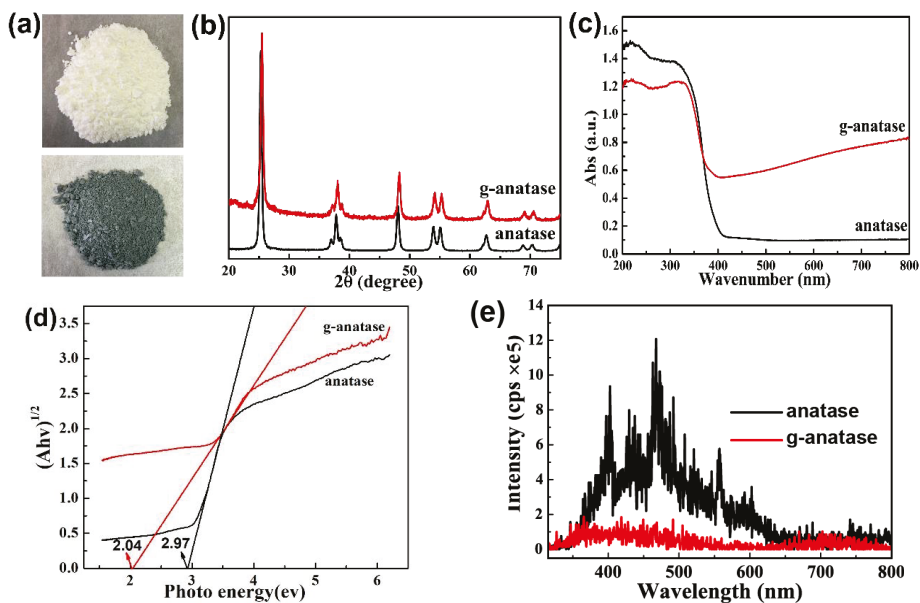 (a)
(b)
g-anatase
anatase
20 30 40 50 60 70
2θ (degree)
(c)
Abs (a.u.)
1.6
1.4
1.2
1.0
0.8
0.6
0.4
0.2
0.0
g-anatase
anatase
200 300 400 500 600 700 800
Wavenumber (nm)
(d)
(Ahv)1/2
3.5
3.0
2.5
2.0
1.5
1.0
0.5
0.0
g-anatase
anatase
2.04
2.97
2 3 4 5 6
Photo energy(ev)
(e)
Intensity (cps ×e5)
14
12
10
8
6
4
2
0
anatase
g-anatase
400 500 600 700 800
Wavelength (nm)